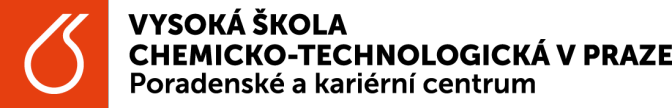 VYSOKÁ ŠKOLA
CHEMICKO-TECHNOLOGICKÁ V PRAZE
Poradenské a kariérní centrum